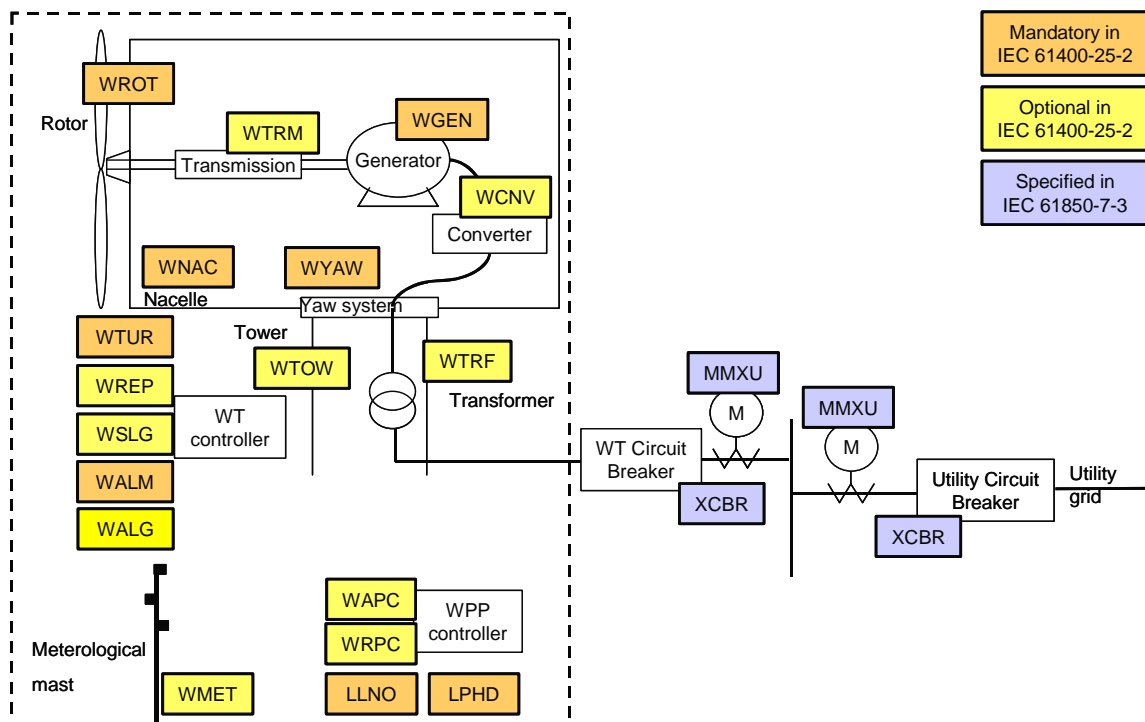 Mandatory in
IEC 61400-25-2
Optional in
IEC 61400-25-2
Specified in
IEC 61850-7-3
WROT
Rotor
WTRM
Transmission
WGEN
Generator
WCNV
Converter
WNAC
Nacelle
WYAW
Yaw system
Tower
WTOW
WTRF
Transformer
WTUR
WREP
WSLG
WALM
WALG
WT
controller
MMXU
M
MMXU
M
WT Circuit
Breaker
XCBR
Utility Circuit
Breaker
XCBR
Utility
grid
Meterological
mast
WMET
WAPC
WRPC
WPP
controller
LLNO
LPHD